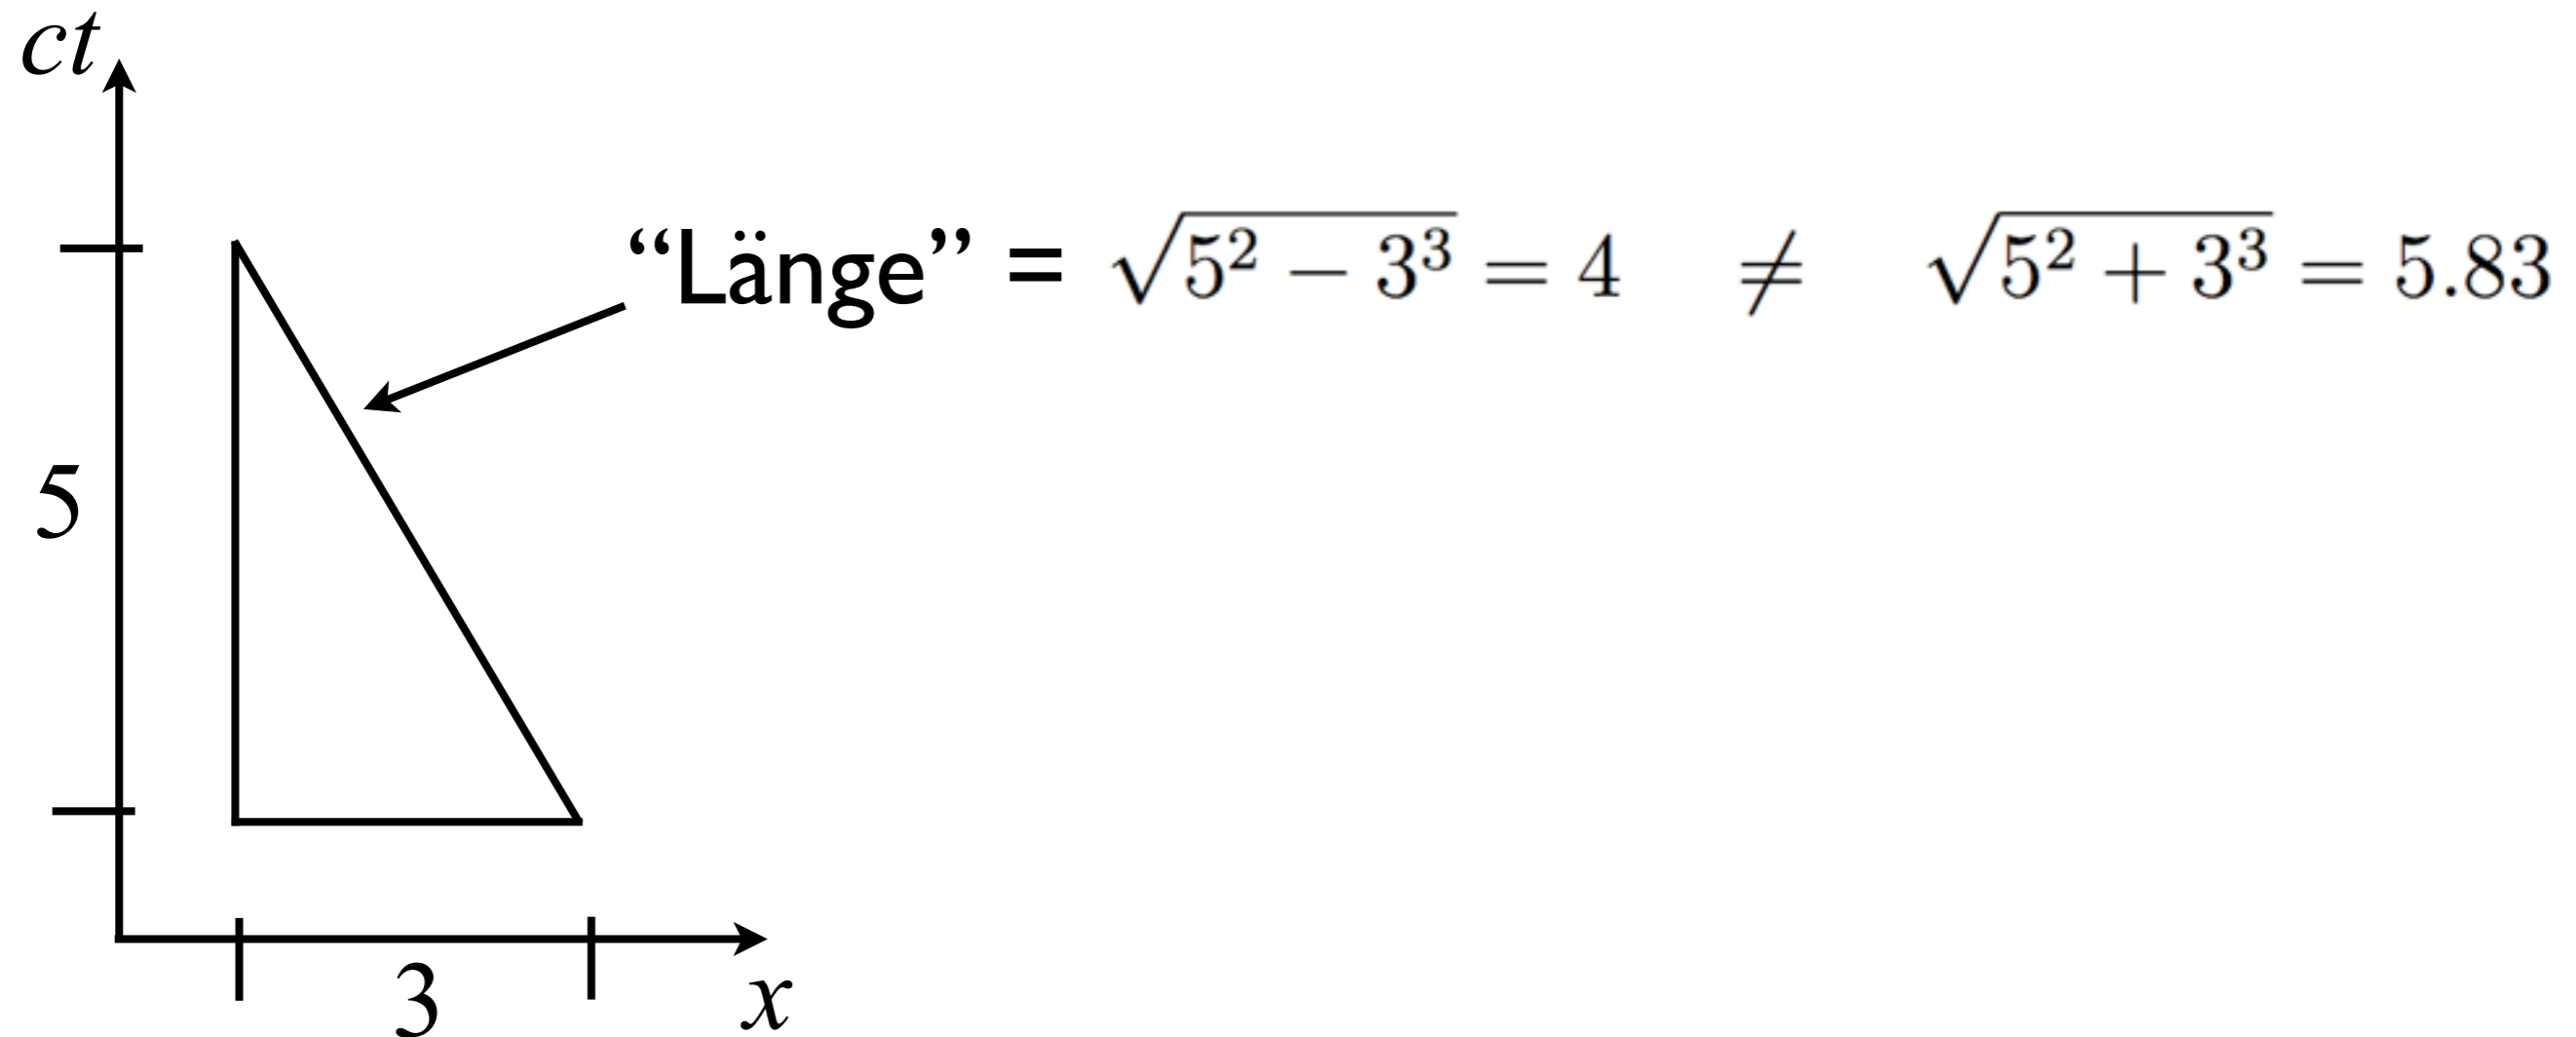 ct
“Länge” = √5² − 3³ = 4 ≠ √5² + 3³ = 5.83
5
3
x